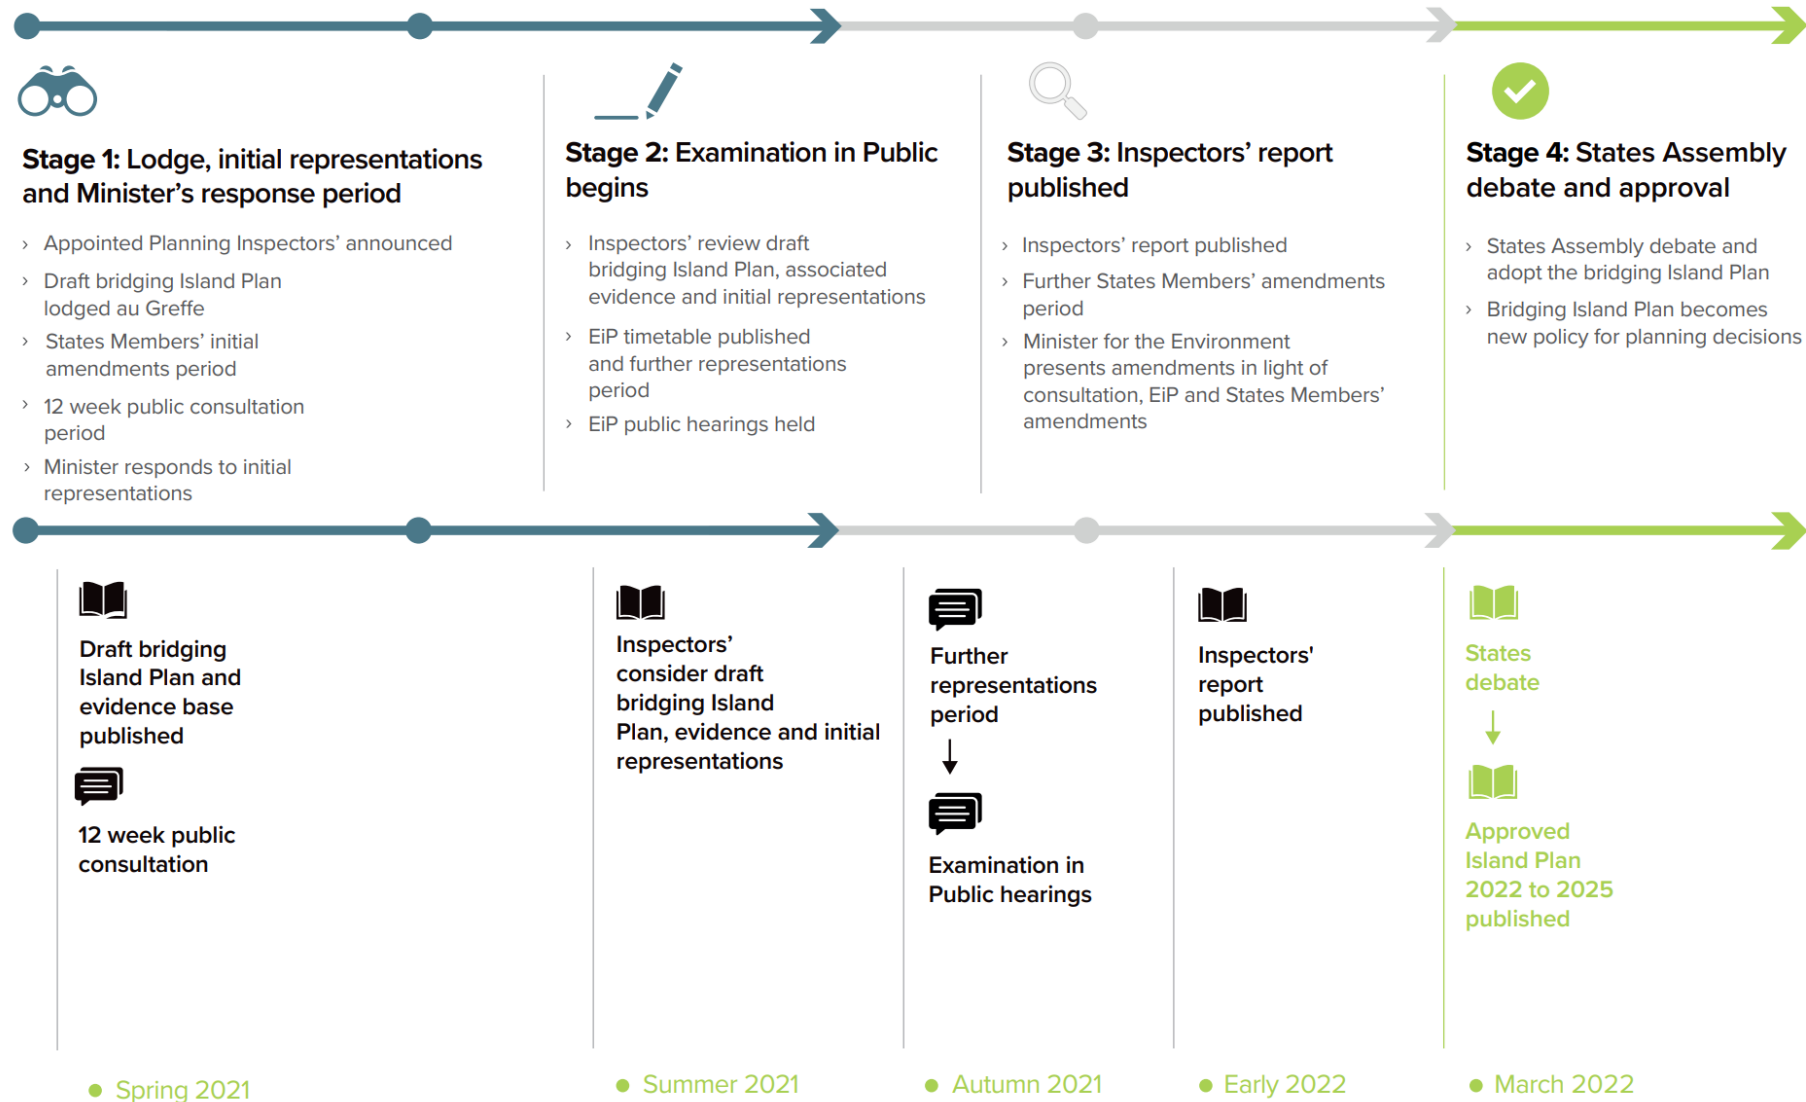 Stage 1: Lodge, initial representations
and Minister’s response period
› Appointed Planning Inspectors’ announced
› Draft bridging Island Plan
lodged au Greffe
› States Members’ initial
amendments period
› 12 week public consultation
period
› Minister responds to initial
representations
Stage 2: Examination in Public
begins
› Inspectors’ review draft
bridging Island Plan, associated
evidence and initial representations
› EiP timetable published
and further representations
period
› EiP public hearings held
Stage 3: Inspectors’ report
published
› Inspectors’ report published
› Further States Members’ amendments
period
› Minister for the Environment
presents amendments in light of
consultation, EiP and States Members’
amendments
Stage 4: States Assembly
debate and approval
› States Assembly debate and
adopt the bridging Island Plan
› Bridging Island Plan becomes
new policy for planning decisions
Draft bridging
Island Plan and
evidence base
published
12 week public
consultation
Spring 2021
Inspectors’
consider draft
bridging Island
Plan, evidence and initial
representations
Summer 2021
Further
representations
period
Examination in
Public hearings
Autumn 2021
Inspectors'
report
published
Early 2022
States
debate
Approved
Island Plan
2022 to 2025
published
March 2022